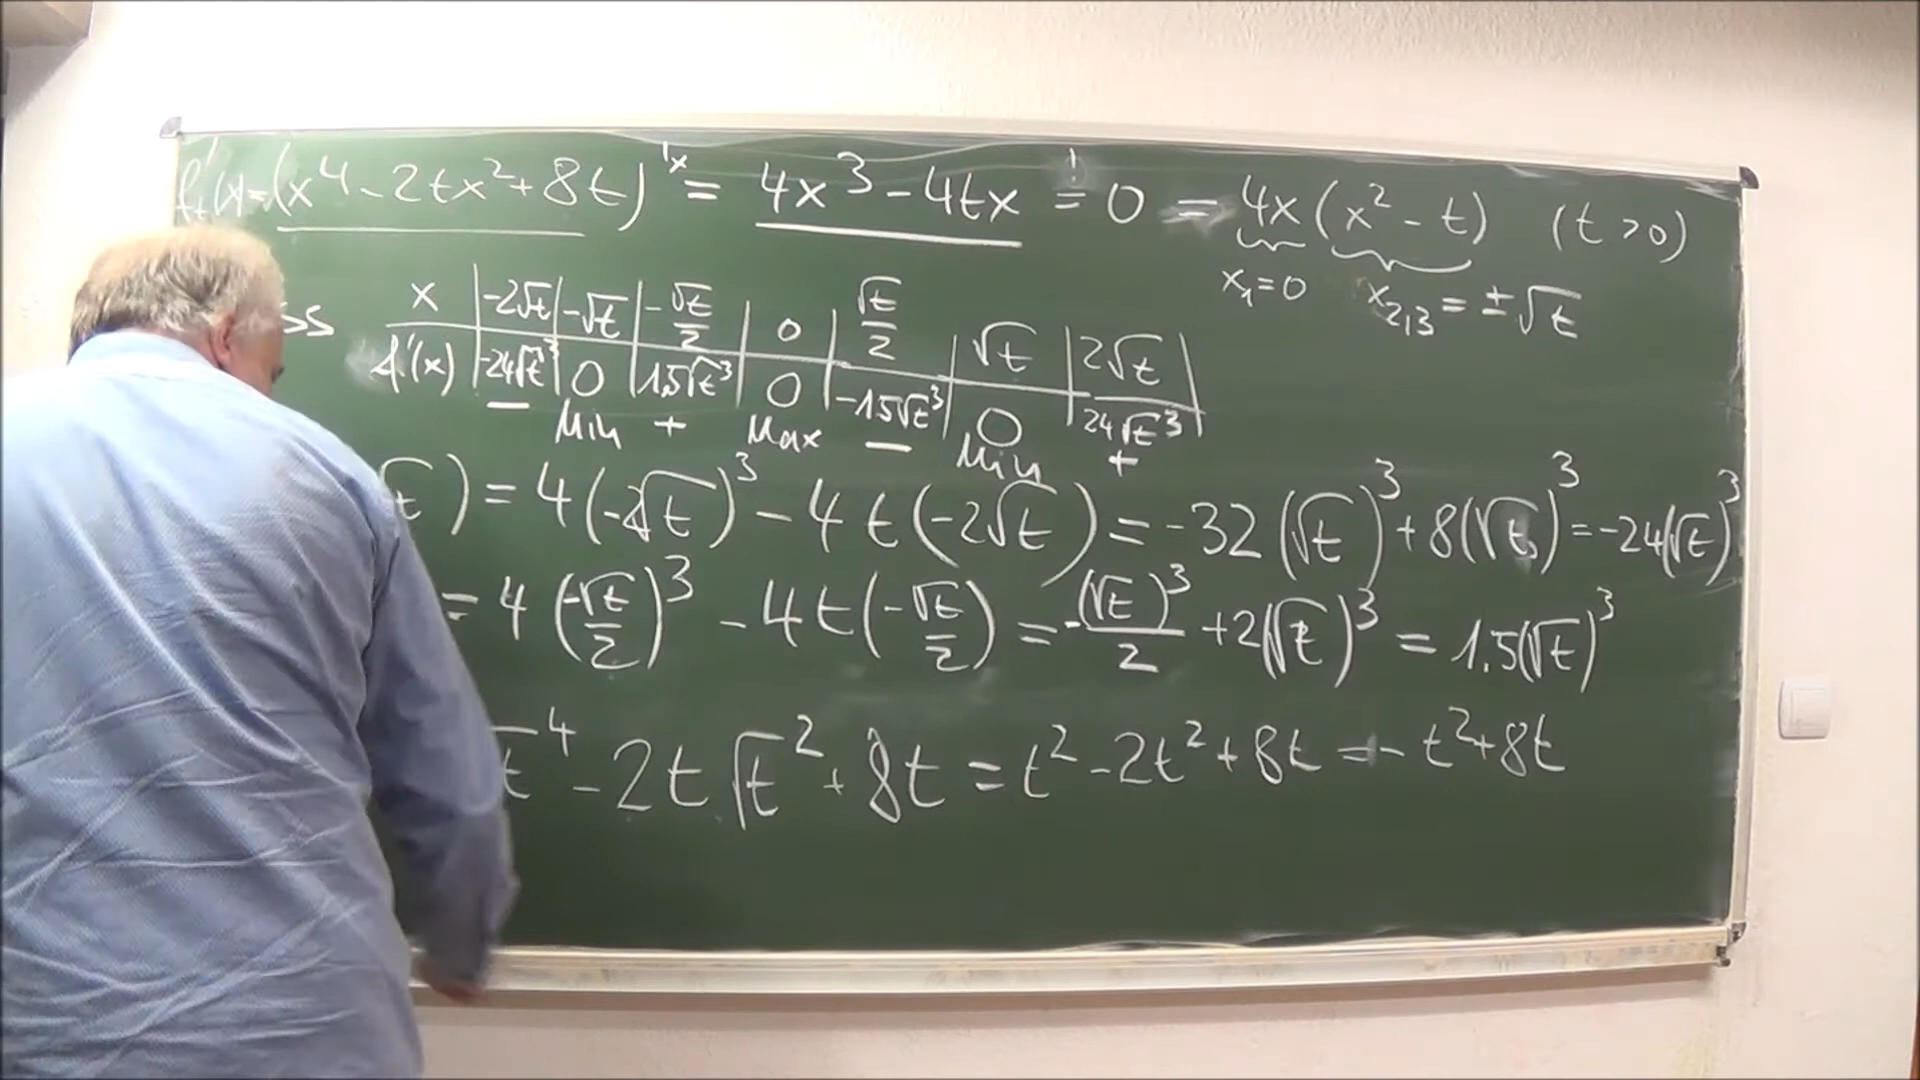 f'ₜ(x)=(x⁴-2tx²+8t)'ˣ = 4x³-4tx =! 0 = 4x(x²-t) (t>0)
x₁=0 x₂,₃=±√t
x | -2√t | -√t | -√t/2 | 0 | √t/2 | √t | 2√t
f'(x) | -24√t³ | 0 | 1,5√t³ | 0 | -1.5√t³ | 0 | 24√t³
- Min + Max - Min +
√t) = 4(-2√t)³ - 4t(-2√t) = -32(√t)³ + 8(√t)³ = -24(√t)³
= 4(-√t/2)³ - 4t(-√t/2) = -(√t)³/2 + 2(√t)³ = 1.5(√t)³
√t⁴ - 2t√t² + 8t = t² - 2t² + 8t = -t² + 8t